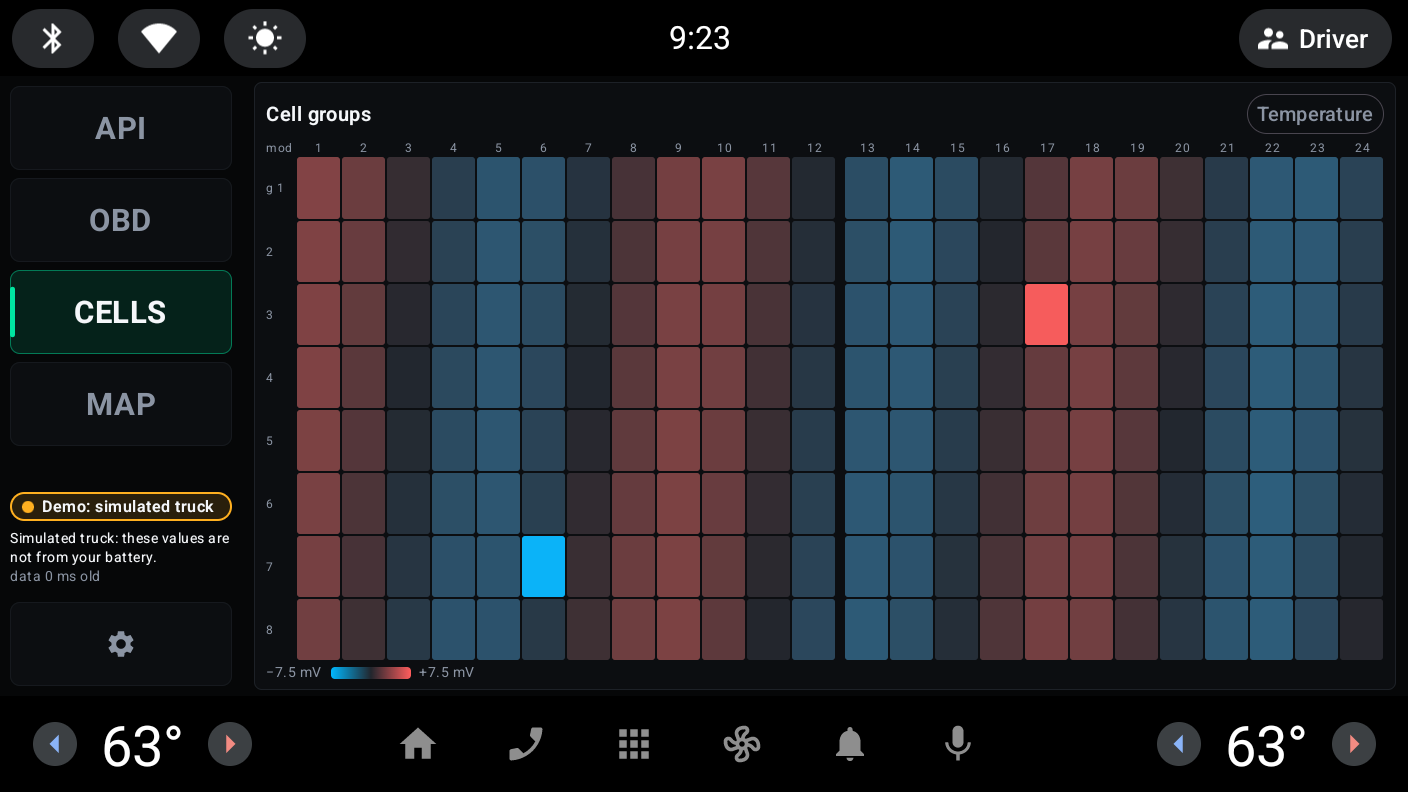 9:23
Driver
API
OBD
CELLS
MAP
Demo: simulated truck
Simulated truck: these values are
not from your battery.
data 0 ms old
Cell groups
Temperature
mod 1 2 3 4 5 6 7 8 9 10 11 12 13 14 15 16 17 18 19 20 21 22 23 24
g 1
2
3
4
5
6
7
8
−7.5 mV +7.5 mV
63° 63°